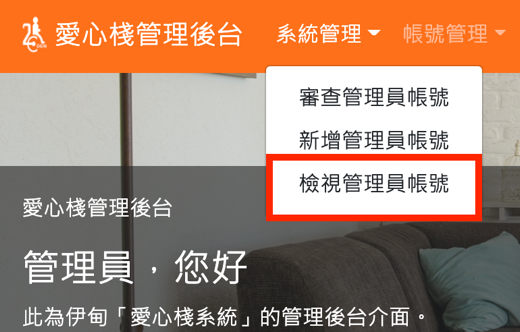 愛心棧管理後台 系統管理 帳號管理
審查管理員帳號
新增管理員帳號
檢視管理員帳號
愛心棧管理後台
管理員，您好
此為伊甸「愛心棧系統」的管理後台介面。